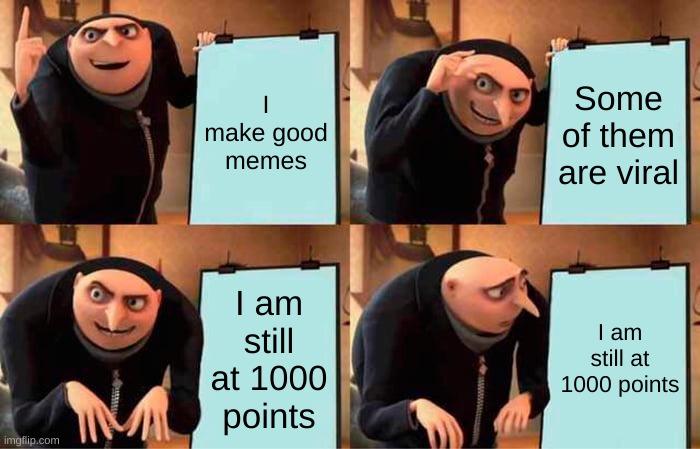 I
make good
memes
Some
of them
are viral
I am
still
at 1000
points
I am
still at
1000 points
imgflip.com